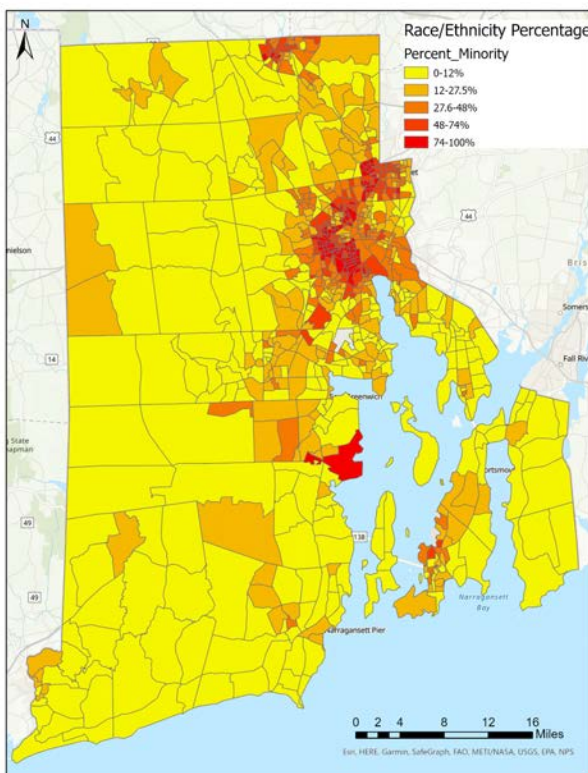 N
Race/Ethnicity Percentage
Percent_Minority
0-12%
12-27.5%
27.6-48%
48-74%
74-100%
44
44
44
Bris
Somers
Fall Riv
14
Greenwich
49
138
49
Narragansett
Bay
Narragansett Pier
0 2 4 8 12 16
Miles
Esri, HERE, Garmin, SafeGraph, FAO, METI/NASA, USGS, EPA, NPS